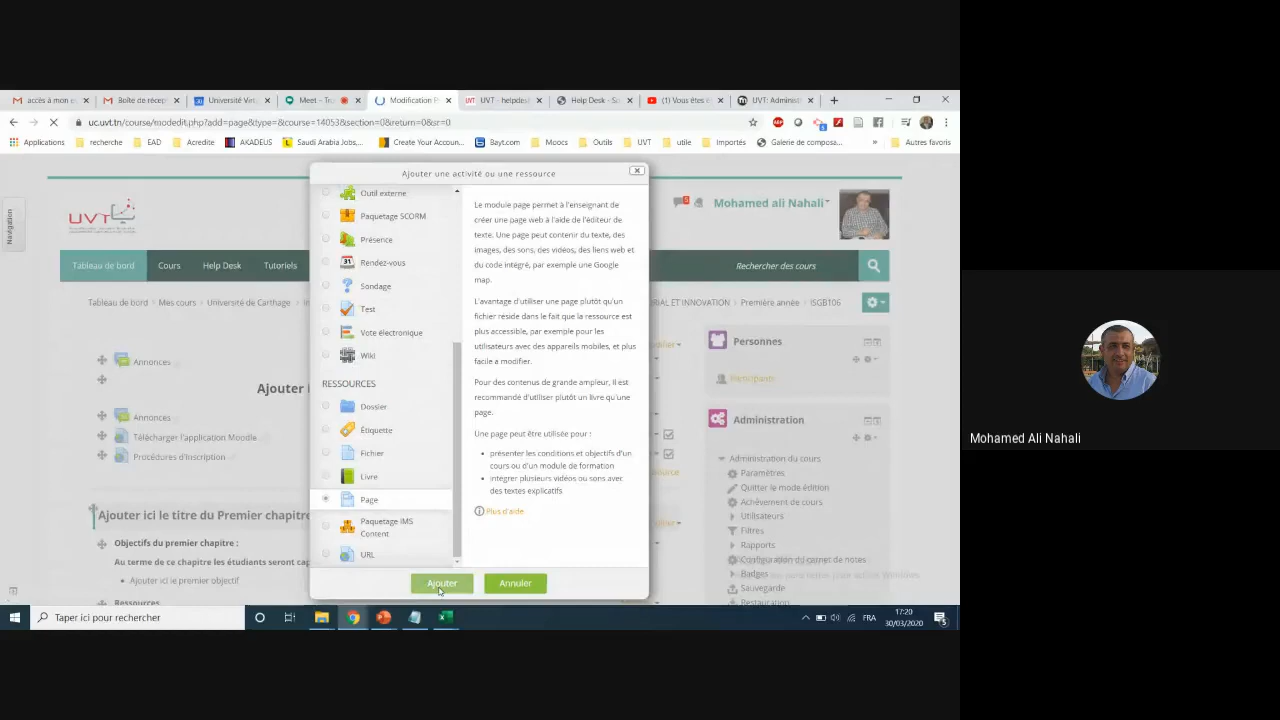 accès à mon e
Boîte de récep
Université Virt
Meet – Tru
Modification P
UVT - helpdes
Help Desk - So
(1) Vous êtes i
UVT: Administ
uc.uvt.tn/course/modedit.php?add=page&type=&course=14053&section=0&return=0&sr=0
Applications
recherche
EAD
Acredite
AKADEUS
Saudi Arabia Jobs,...
Create Your Accoun...
Bayt.com
Moocs
Outils
UVT
utile
Importés
Galerie de composa...
»
Autres favoris
Navigation
UVT
Mohamed ali Nahali
Tableau de bord
Cours
Help Desk
Tutoriels
Rechercher des cours
Tableau de bord › Mes cours › Université de Carthage ›
ORIAL ET INNOVATION › Première année › ISGB106
Annonces
Ajouter i
Annonces
Télécharger l'application Moodle
Procédures d'inscription
Ajouter ici le titre du Premier chapitre
Objectifs du premier chapitre :
Au terme de ce chapitre les étudiants seront cap
Ajouter ici le premier objectif
Ressources
Ajouter une activité ou une ressource
Outil externe
Paquetage SCORM
Présence
Rendez-vous
Sondage
Test
Vote électronique
Wiki
RESSOURCES
Dossier
Étiquette
Fichier
Livre
Page
Paquetage IMS
Content
URL
Le module page permet à l'enseignant de
créer une page web à l'aide de l'éditeur de
texte. Une page peut contenir du texte, des
images, des sons, des vidéos, des liens web et
du code intégré, par exemple une Google
map.
L'avantage d'utiliser une page plutôt qu'un
fichier réside dans le fait que la ressource est
plus accessible, par exemple pour les
utilisateurs avec des appareils mobiles, et plus
facile a modifier.
Pour des contenus de grande ampleur, il est
recommandé d'utiliser plutôt un livre qu'une
page.
Une page peut être utilisée pour :
présenter les conditions et objectifs d'un
cours ou d'un module de formation
intégrer plusieurs vidéos ou sons avec
des textes explicatifs
Plus d'aide
Ajouter
Annuler
Personnes
Participants
Administration
Administration du cours
Paramètres
Quitter le mode édition
Achèvement de cours
Utilisateurs
Filtres
Rapports
Configuration du carnet de notes
Badges
Sauvegarde
Restauration
Taper ici pour rechercher
FRA
17:20
30/03/2020
Mohamed Ali Nahali